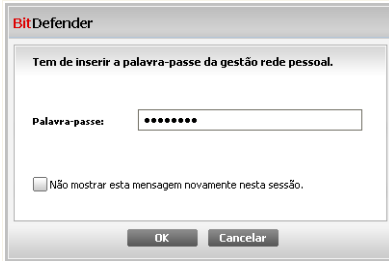 BitDefender
Tem de inserir a palavra-passe da gestão rede pessoal.
Palavra-passe: ●●●●●●●●
Não mostrar esta mensagem novamente nesta sessão.
OK Cancelar